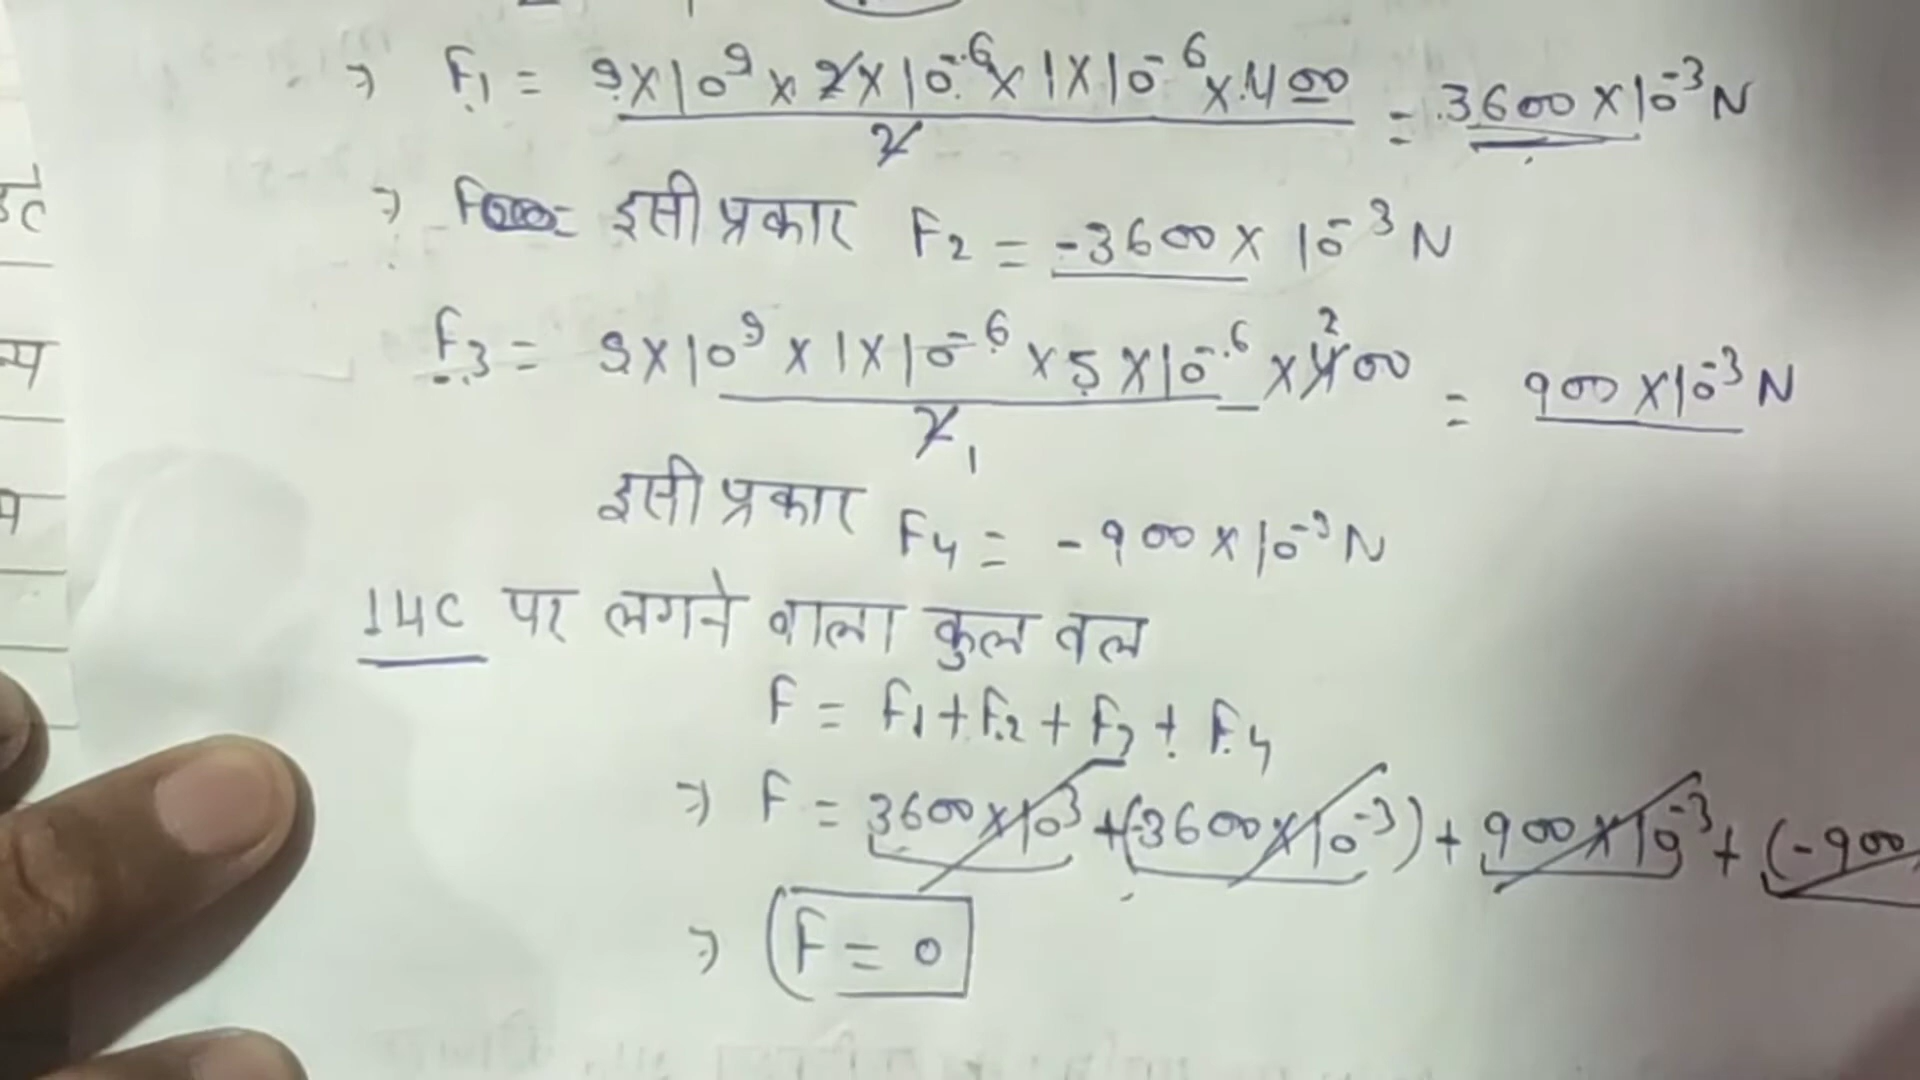 ⇒ F1 = 9×10⁹ × 2×10⁻⁶ × 1×10⁻⁶ × 400 / 2 = 3600×10⁻³ N
⇒ इसी प्रकार F2 = -3600 × 10⁻³ N
F3 = 9×10⁹ × 1×10⁻⁶ × 5×10⁻⁶ × 400 2 / 2 1 = 900×10⁻³ N
इसी प्रकार F4 = -900×10⁻³ N
1μC पर लगने वाला कुल बल
F = F1 + F2 + F3 + F4
⇒ F = 3600×10³ + (-3600×10⁻³) + 900×10⁻³ + (-900
⇒ F = 0